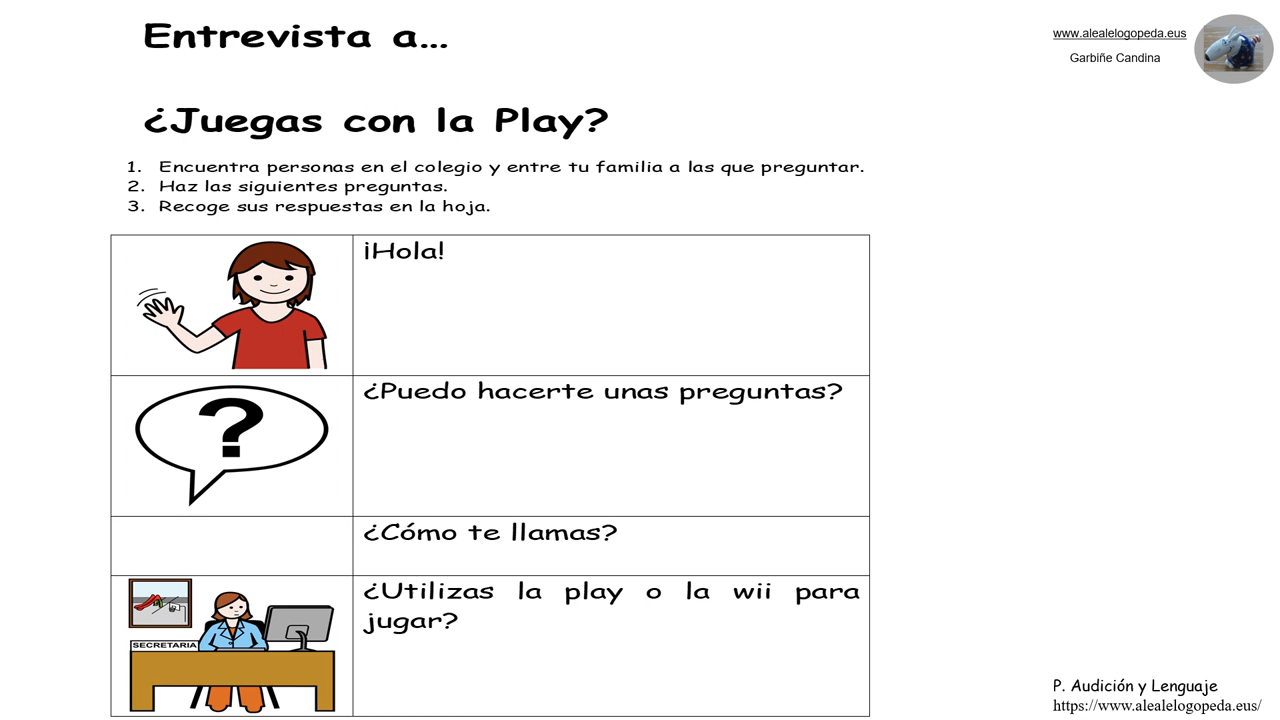 Entrevista a...
www.alealelogopeda.eus
Garbiñe Candina
¿Juegas con la Play?
1. Encuentra personas en el colegio y entre tu familia a las que preguntar.
2. Haz las siguientes preguntas.
3. Recoge sus respuestas en la hoja.
¡Hola!
?
¿Puedo hacerte unas preguntas?
¿Cómo te llamas?
¿Utilizas la play o la wii para
jugar?
SECRETARIA
P. Audición y Lenguaje
https://www.alealelogopeda.eus/